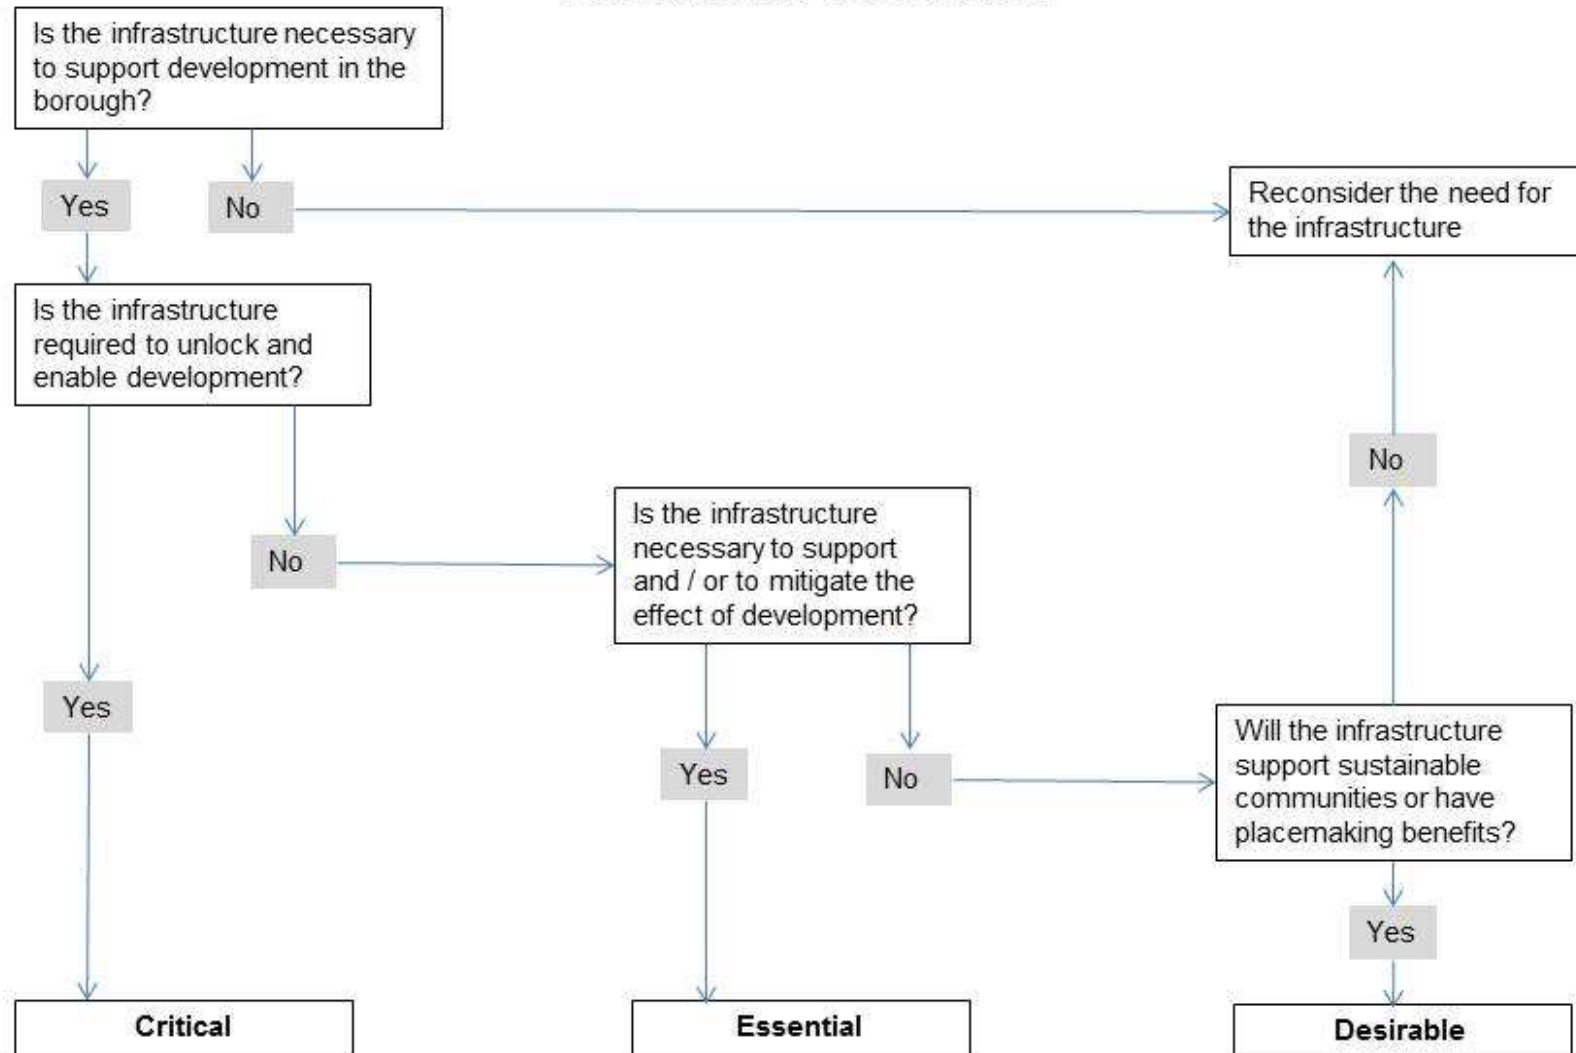 Is the infrastructure necessary
to support development in the
borough?
Yes
No
Reconsider the need for
the infrastructure
Is the infrastructure
required to unlock and
enable development?
No
No
Is the infrastructure
necessary to support
and / or to mitigate the
effect of development?
Yes
Yes
No
Will the infrastructure
support sustainable
communities or have
placemaking benefits?
Yes
Critical
Essential
Desirable